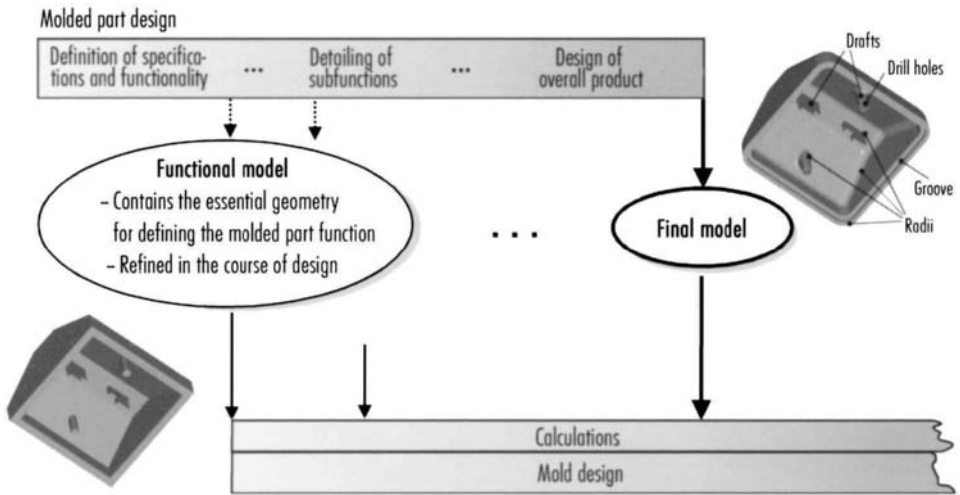 Molded part design
Definition of specifica-
tions and functionality
...
Detailing of
subfunctions
...
Design of
overall product
Drafts
Drill holes
Groove
Radii
Functional model
– Contains the essential geometry
for defining the molded part function
– Refined in the course of design
...
Final model
Calculations
Mold design